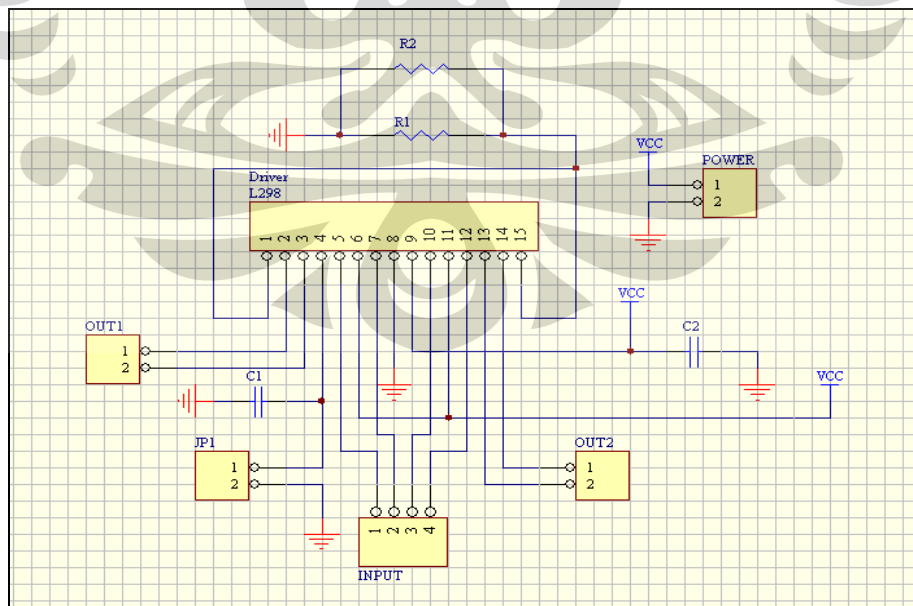 R2
R1
VCC
POWER
1
2
Driver
L298
1 2 3 4 5 6 7 8 9 10 11 12 13 14 15
VCC
OUT1
1
2
C2
C1
VCC
JP1
1
2
OUT2
1
2
1 2 3 4
INPUT